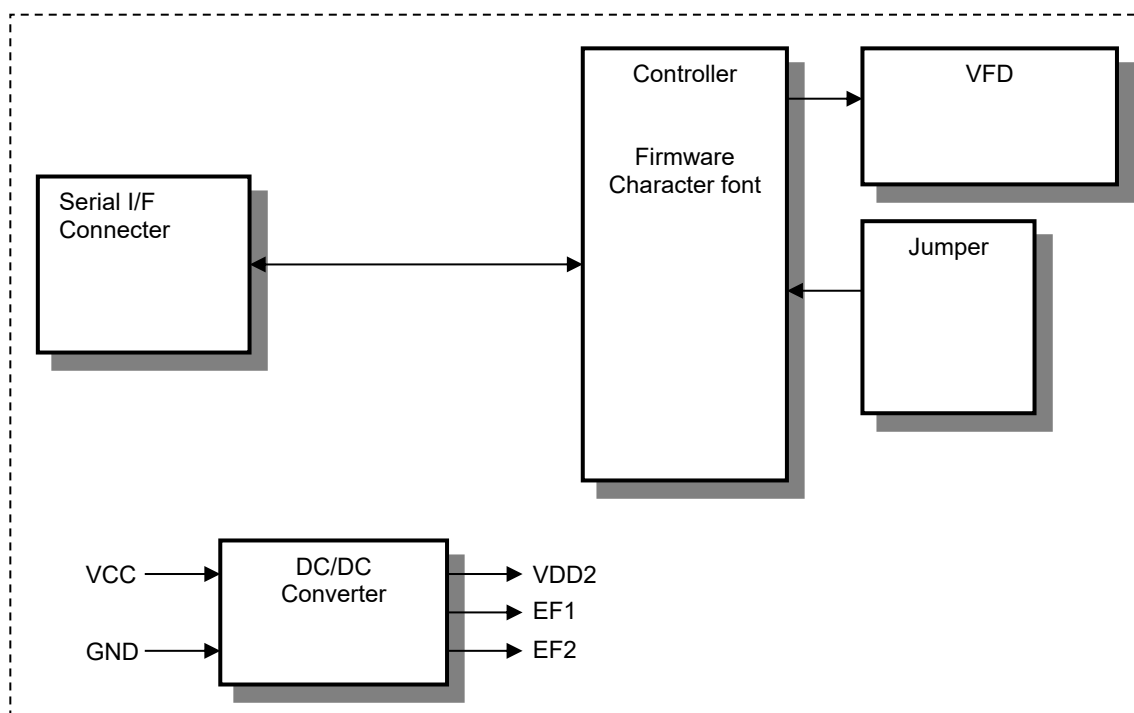 Controller
Firmware
Character font
VFD
Serial I/F
Connecter
Jumper
VCC
GND
DC/DC
Converter
VDD2
EF1
EF2